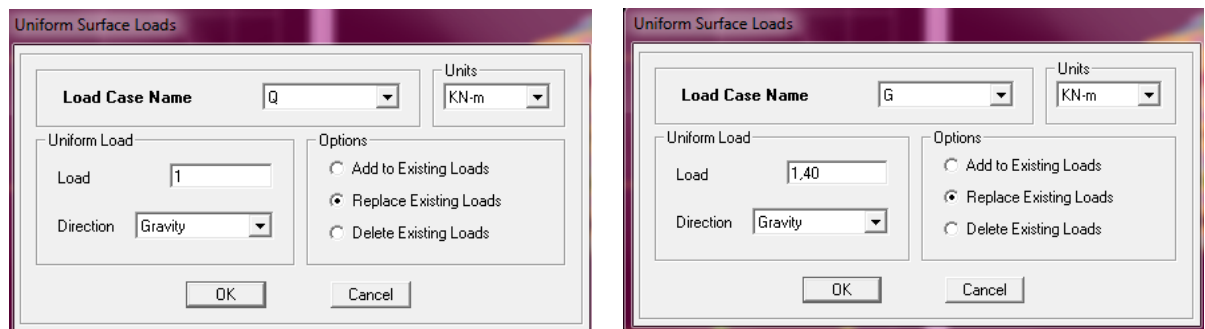 Uniform Surface Loads
Units
Load Case Name Q KN-m
Uniform Load
Options
Load 1
Add to Existing Loads
Replace Existing Loads
Direction Gravity
Delete Existing Loads
OK Cancel
Uniform Surface Loads
Units
Load Case Name G KN-m
Uniform Load
Options
Load 1,40
Add to Existing Loads
Replace Existing Loads
Direction Gravity
Delete Existing Loads
OK Cancel